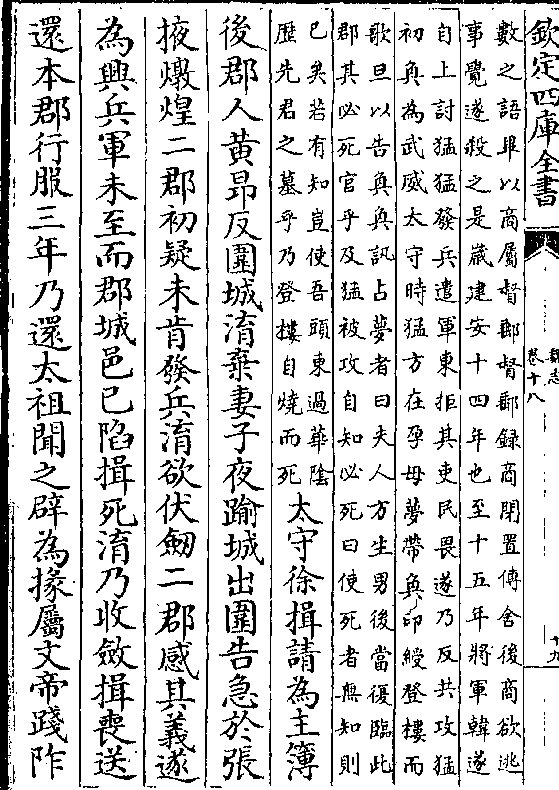 欽定四庫全書
魏志
卷十八
十九
數之語畢以商屬督郵督郵録商閉置傳舍後商欲逃
事覺遂殺之是嵗建安十四年也至十五年將軍韓遂
自上討猛猛發兵遣軍東拒其吏民畏遂乃反共攻猛
初奐為武威太守時猛方在孕母夢帶奐印綬登樓而
歌旦以告奐奐訊占夢者曰夫人方生男後當復臨此
郡其必死官乎及猛被攻自知必死曰使死者無知則
已矣若有知豈使吾頭東過華隂
歴先君之墓乎乃登樓自燒而死
太守徐揖請為主簿
後郡人黄昂反圍城淯棄妻子夜踰城出圍告急於張
掖燉煌二郡初疑未肯發兵淯欲伏劒二郡感其義遂
為興兵軍未至而郡城邑已陷揖死淯乃收斂揖喪送
還本郡行服三年乃還太祖聞之辟為掾屬文帝踐阼